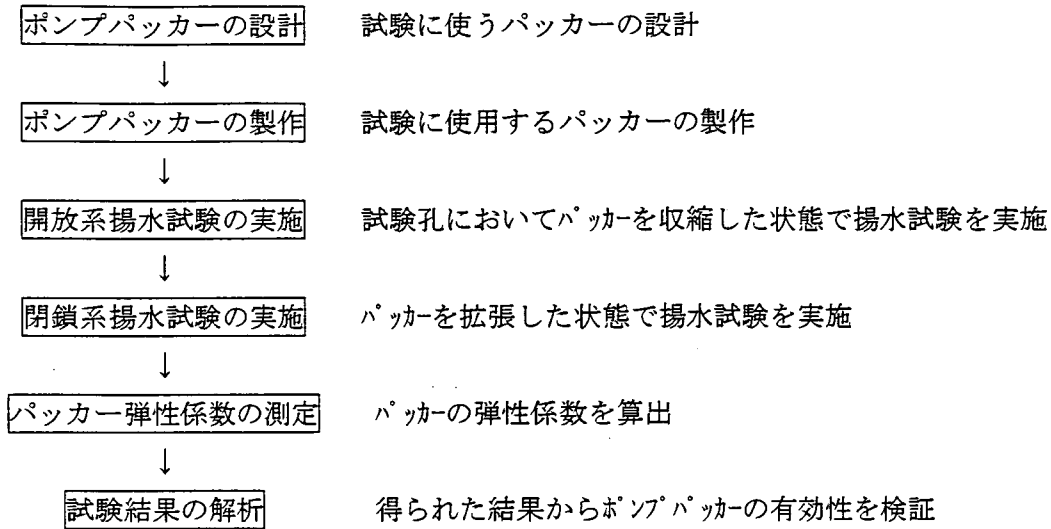 ポンプパッカーの設計 試験に使うパッカーの設計
↓
ポンプパッカーの製作 試験に使用するパッカーの製作
↓
開放系揚水試験の実施 試験孔においてﾊﾟｯｶｰを収縮した状態で揚水試験を実施
↓
閉鎖系揚水試験の実施 ﾊﾟｯｶｰを拡張した状態で揚水試験を実施
↓
パッカー弾性係数の測定 ﾊﾟｯｶｰの弾性係数を算出
↓
試験結果の解析 得られた結果からﾎﾟﾝﾌﾟﾊﾟｯｶｰの有効性を検証